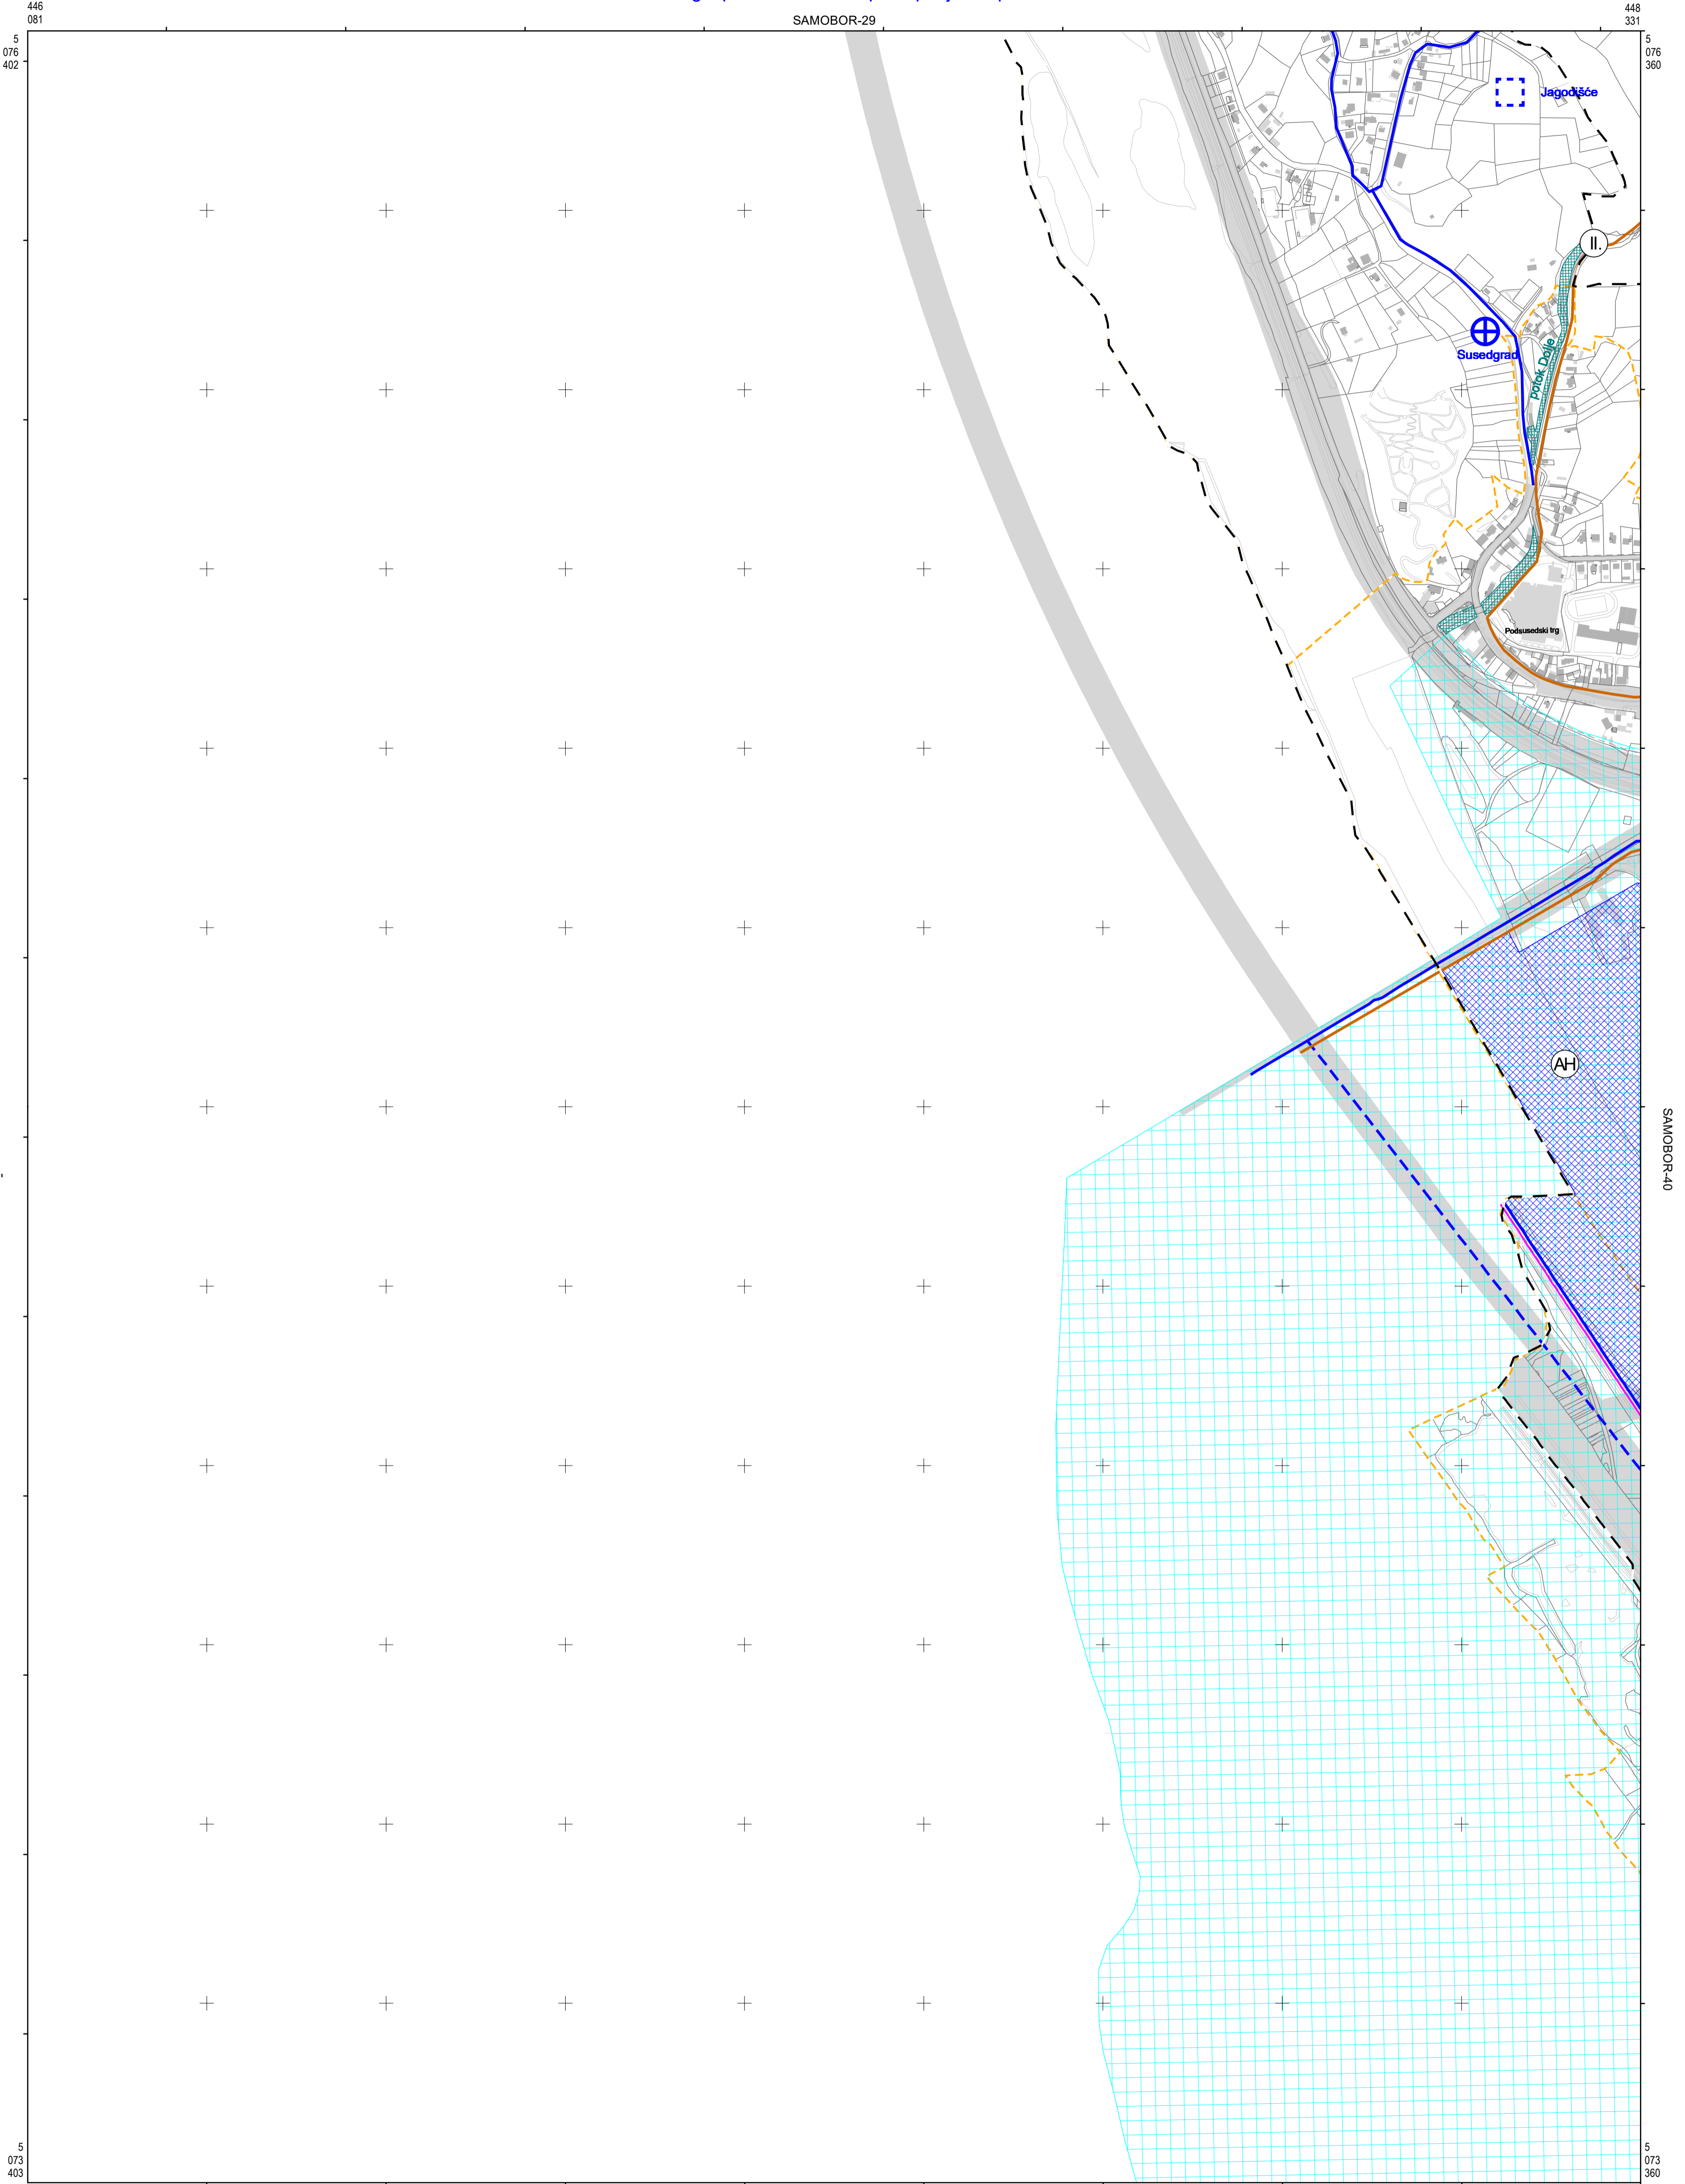 446
081
SAMOBOR-29
448
331
5
076
402
5
076
360
Jagodišće
II.
Susedgrad
potok Dolje
Podsusedski trg
AH
SAMOBOR-40
-
5
073
403
5
073
360